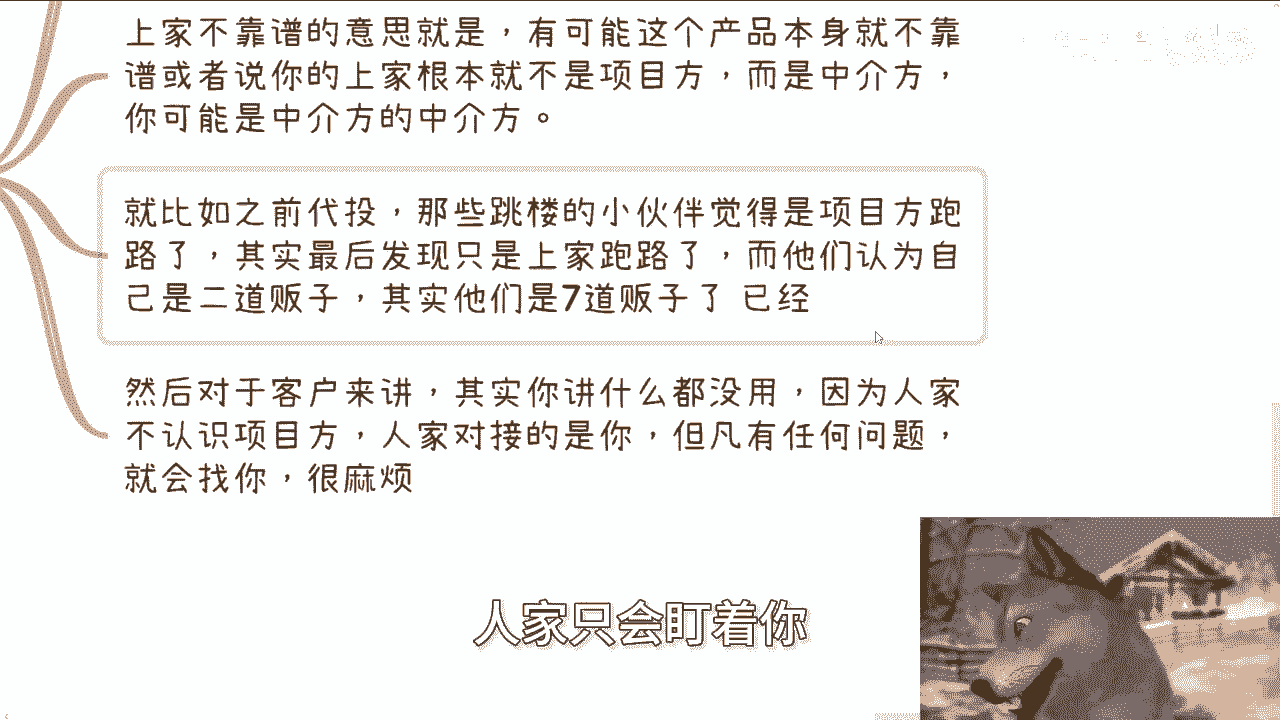 上家不靠谱的意思就是，有可能这个产品本身就不靠
谱或者说你的上家根本就不是项目方，而是中介方，
你可能是中介方的中介方。
就比如之前代投，那些跳楼的小伙伴觉得是项目方跑
路了，其实最后发现只是上家跑路了，而他们认为自
己是二道贩子，其实他们是7道贩子了 已经
然后对于客户来讲，其实你讲什么都没用，因为人家
不认识项目方，人家对接的是你，但凡有任何问题，
就会找你，很麻烦
人家只会盯着你